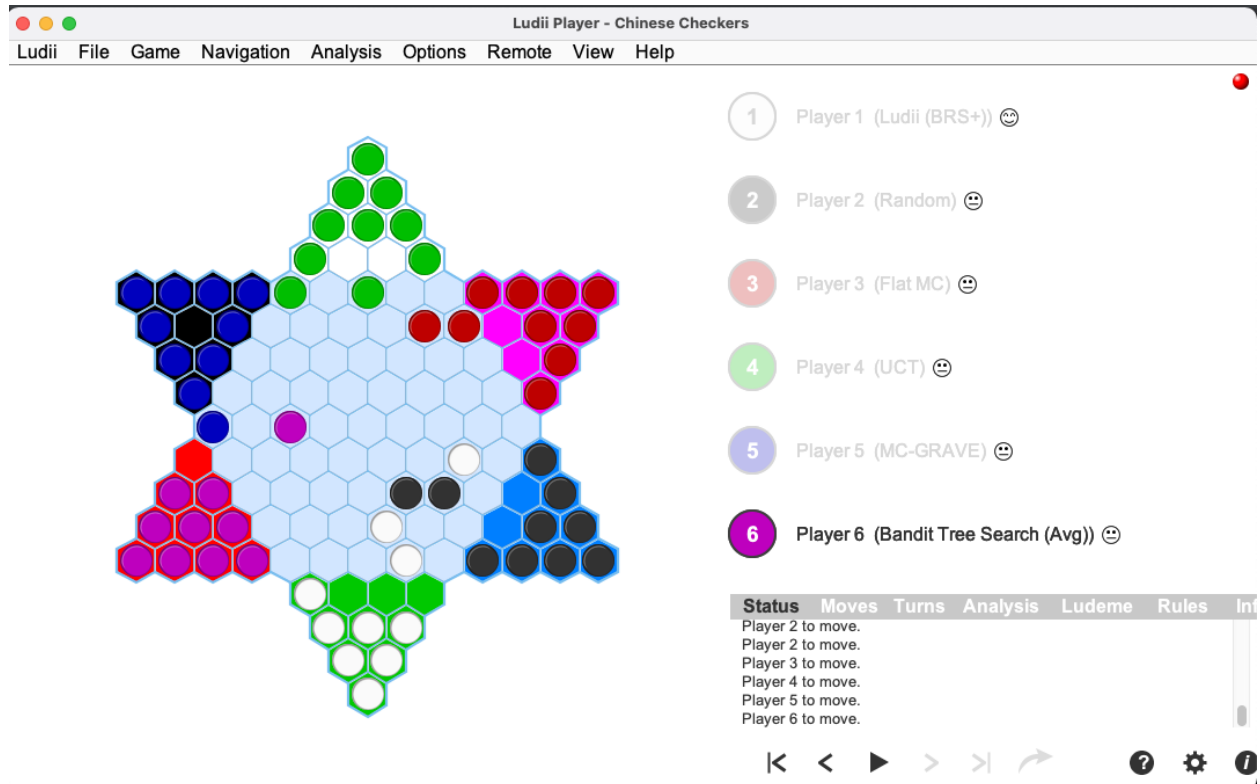 Ludii Player - Chinese Checkers
Ludii File Game Navigation Analysis Options Remote View Help
1 Player 1 (Ludii (BRS+))
2 Player 2 (Random)
3 Player 3 (Flat MC)
4 Player 4 (UCT)
5 Player 5 (MC-GRAVE)
6 Player 6 (Bandit Tree Search (Avg))
Status Moves Turns Analysis Ludeme Rules Inf
Player 2 to move.
Player 2 to move.
Player 3 to move.
Player 4 to move.
Player 5 to move.
Player 6 to move.